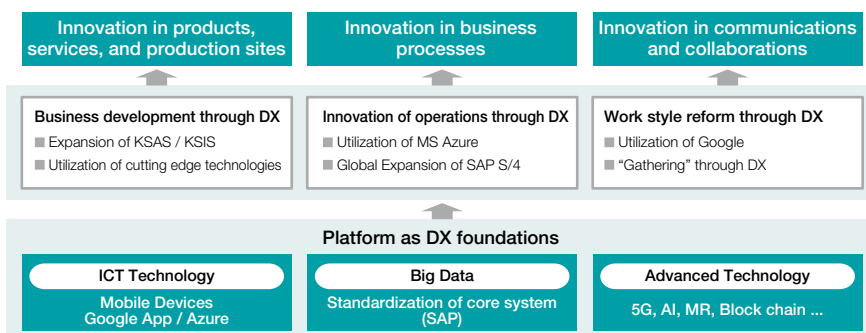 Innovation in products,
services, and production sites
Innovation in business
processes
Innovation in communications
and collaborations
Business development through DX
■ Expansion of KSAS / KSIS
■ Utilization of cutting edge technologies
Innovation of operations through DX
■ Utilization of MS Azure
■ Global Expansion of SAP S/4
Work style reform through DX
■ Utilization of Google
■ “Gathering” through DX
Platform as DX foundations
ICT Technology
Mobile Devices
Google App / Azure
Big Data
Standardization of core system
(SAP)
Advanced Technology
5G, AI, MR, Block chain ...